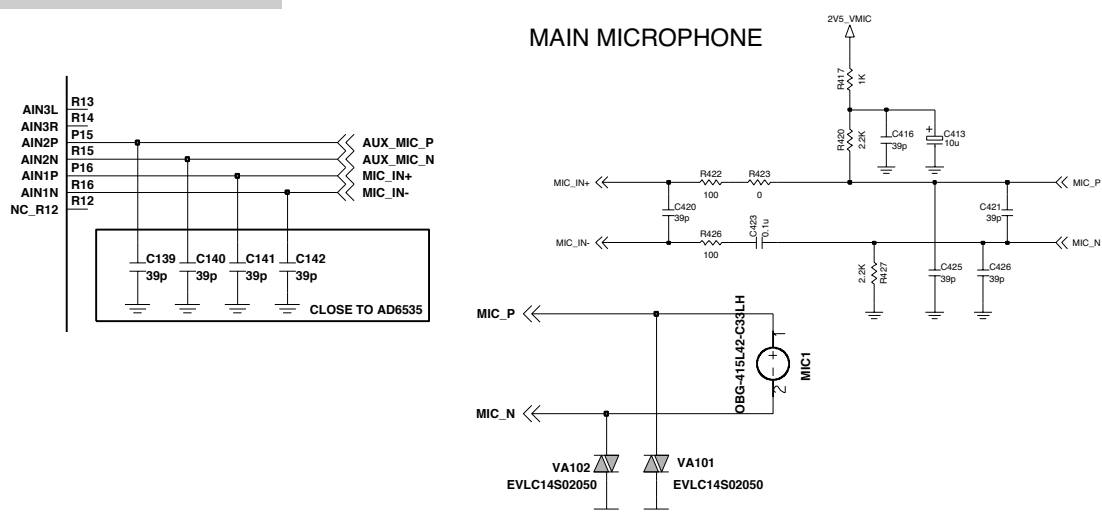 MAIN MICROPHONE
2V5_VMIC
R417
1K
R420
2.2K
C416
39p
+
C413
10u
MIC_IN+
R422
100
R423
0
MIC_P
C420
39p
C421
39p
MIC_IN-
R426
100
C423
0.1u
MIC_N
2.2K
R427
C425
39p
C426
39p
AIN3L
R13
AIN3R
R14
AIN2P
P15
AUX_MIC_P
AIN2N
R15
AUX_MIC_N
AIN1P
P16
MIC_IN+
AIN1N
R16
MIC_IN-
NC_R12
R12
C139
39p
C140
39p
C141
39p
C142
39p
CLOSE TO AD6535
MIC_P
OBG-415L42-C33LH
1
+
2
MIC1
MIC_N
VA102
EVLC14S02050
VA101
EVLC14S02050